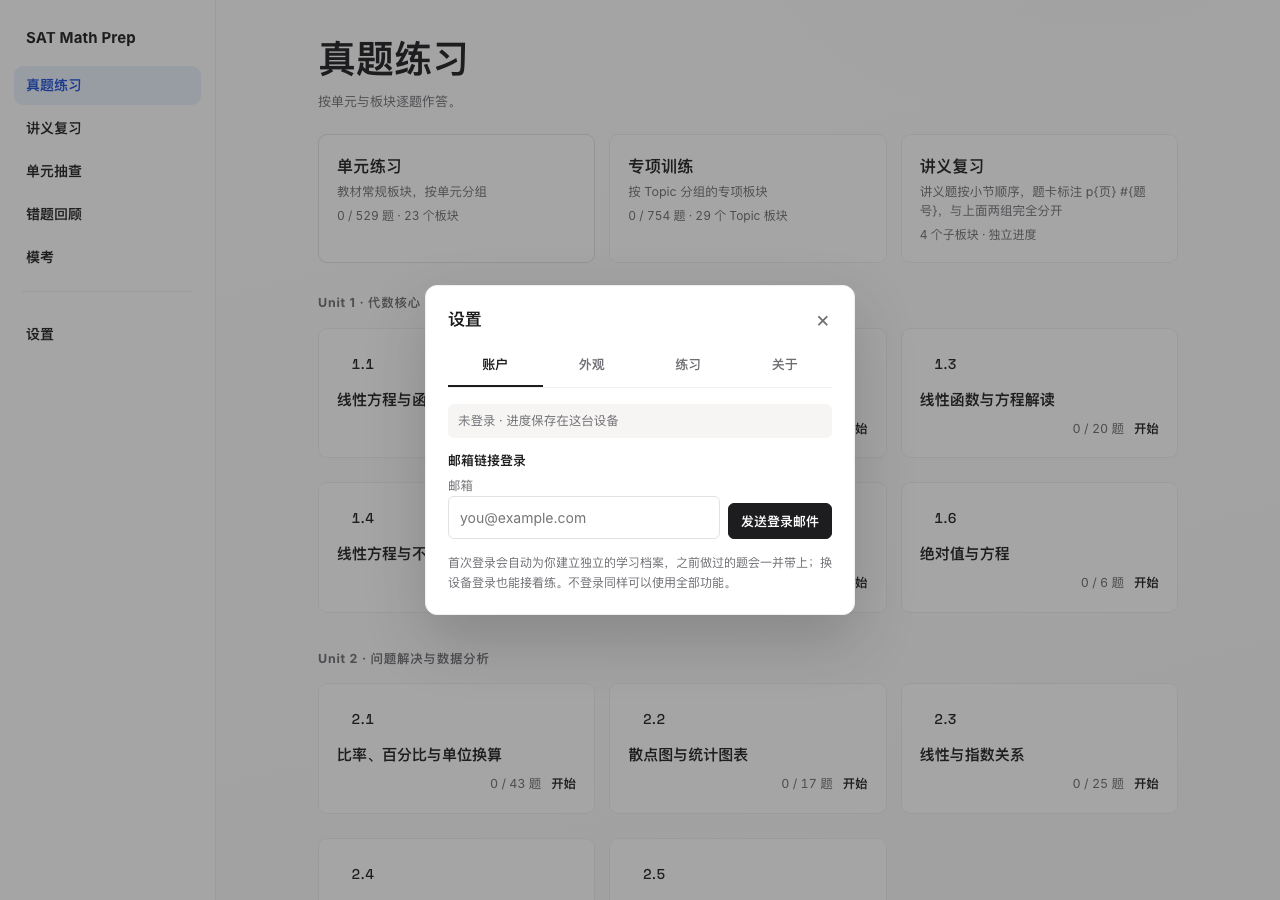 SAT Math Prep
真题练习
讲义复习
单元抽查
错题回顾
模考
设置
真题练习
按单元与板块逐题作答。
单元练习
教材常规板块，按单元分组
0 / 529 题 · 23 个板块
专项训练
按 Topic 分组的专项板块
0 / 754 题 · 29 个 Topic 板块
讲义复习
讲义题按小节顺序，题卡标注 p{页} #{题
号}，与上面两组完全分开
4 个子板块 · 独立进度
Unit 1 · 代数核心
1.1
线性方程与函
1.3
线性函数与方程解读
0 / 20 题 开始
始
1.4
线性方程与不
始
1.6
绝对值与方程
0 / 6 题 开始
设置
×
账户
外观
练习
关于
未登录 · 进度保存在这台设备
邮箱链接登录
邮箱
you@example.com
发送登录邮件
首次登录会自动为你建立独立的学习档案，之前做过的题会一并带上；换
设备登录也能接着练。不登录同样可以使用全部功能。
Unit 2 · 问题解决与数据分析
2.1
比率、百分比与单位换算
0 / 43 题 开始
2.2
散点图与统计图表
0 / 17 题 开始
2.3
线性与指数关系
0 / 25 题 开始
2.4
2.5